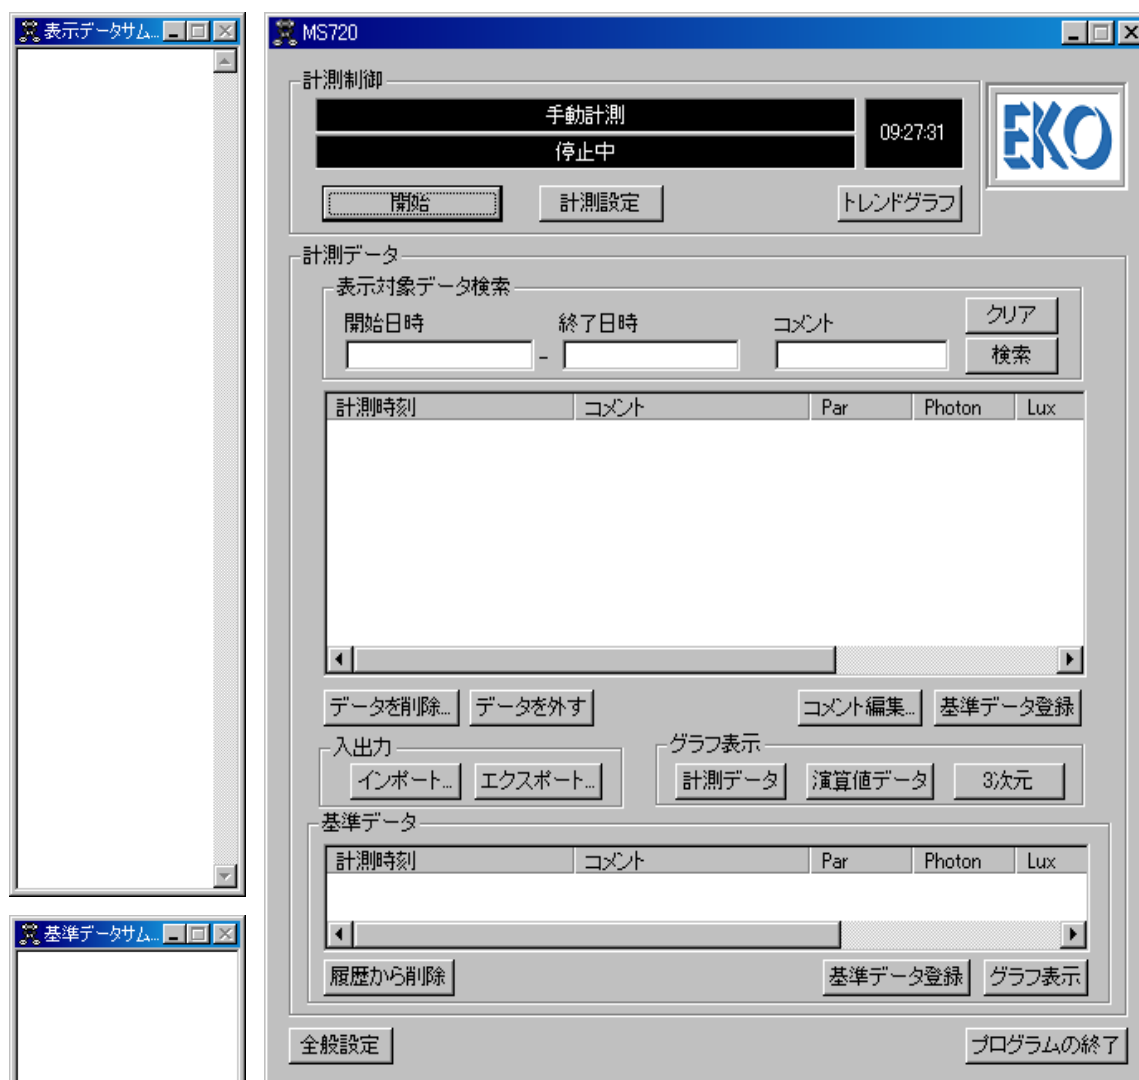 表示データサム...
MS720
計測制御
手動計測
停止中
09:27:31
EKO
開始
計測設定
トレンドグラフ
計測データ
表示対象データ検索
開始日時
終了日時
コメント
クリア
-
検索
計測時刻 コメント Par Photon Lux
データを削除...
データを外す
コメント編集...
基準データ登録
入出力
インポート...
エクスポート...
グラフ表示
計測データ
演算値データ
3次元
基準データ
計測時刻 コメント Par Photon Lux
履歴から削除
基準データ登録
グラフ表示
基準データサム...
全般設定
プログラムの終了